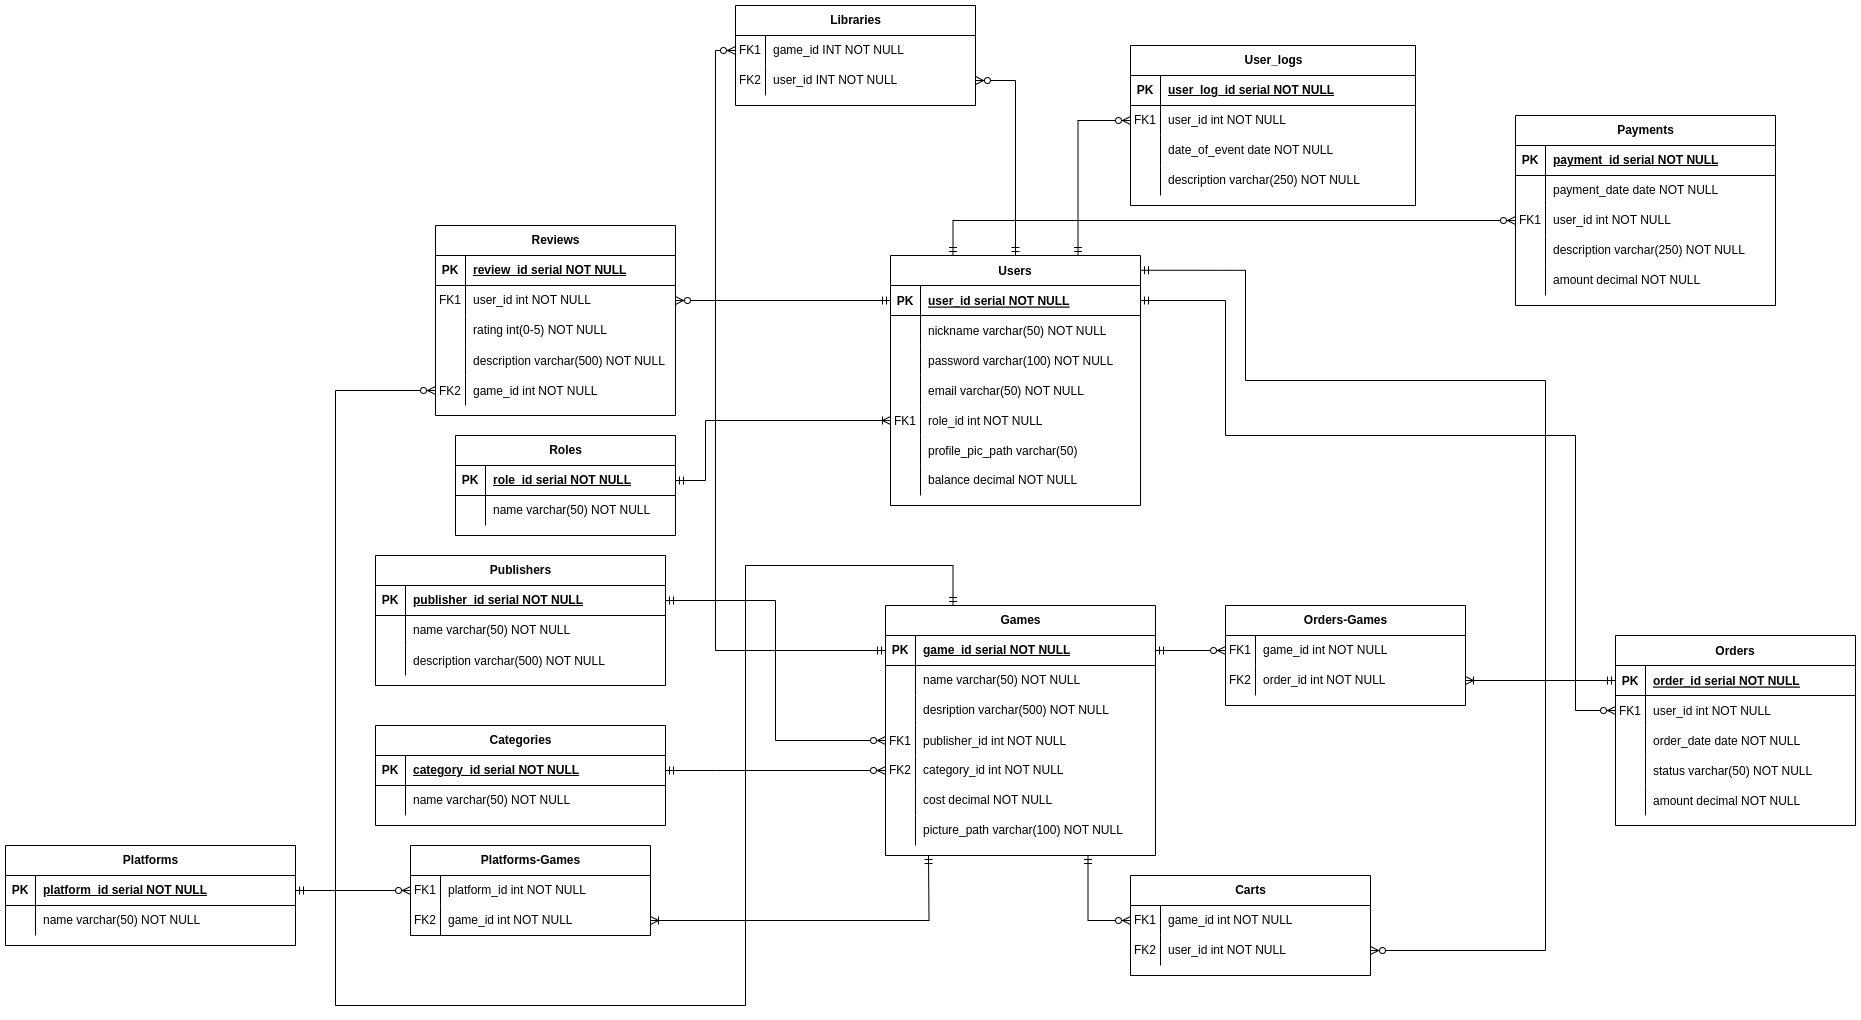 Libraries
FK1 game_id INT NOT NULL
FK2 user_id INT NOT NULL
User_logs
PK user_log_id serial NOT NULL
FK1 user_id int NOT NULL
date_of_event date NOT NULL
description varchar(250) NOT NULL
Payments
PK payment_id serial NOT NULL
payment_date date NOT NULL
FK1 user_id int NOT NULL
description varchar(250) NOT NULL
amount decimal NOT NULL
Reviews
PK review_id serial NOT NULL
FK1 user_id int NOT NULL
rating int(0-5) NOT NULL
description varchar(500) NOT NULL
FK2 game_id int NOT NULL
Users
PK user_id serial NOT NULL
nickname varchar(50) NOT NULL
password varchar(100) NOT NULL
email varchar(50) NOT NULL
FK1 role_id int NOT NULL
profile_pic_path varchar(50)
balance decimal NOT NULL
Roles
PK role_id serial NOT NULL
name varchar(50) NOT NULL
Publishers
PK publisher_id serial NOT NULL
name varchar(50) NOT NULL
description varchar(500) NOT NULL
Games
PK game_id serial NOT NULL
name varchar(50) NOT NULL
desription varchar(500) NOT NULL
FK1 publisher_id int NOT NULL
FK2 category_id int NOT NULL
cost decimal NOT NULL
picture_path varchar(100) NOT NULL
Orders-Games
FK1 game_id int NOT NULL
FK2 order_id int NOT NULL
Orders
PK order_id serial NOT NULL
FK1 user_id int NOT NULL
order_date date NOT NULL
status varchar(50) NOT NULL
amount decimal NOT NULL
Categories
PK category_id serial NOT NULL
name varchar(50) NOT NULL
Platforms
PK platform_id serial NOT NULL
name varchar(50) NOT NULL
Platforms-Games
FK1 platform_id int NOT NULL
FK2 game_id int NOT NULL
Carts
FK1 game_id int NOT NULL
FK2 user_id int NOT NULL